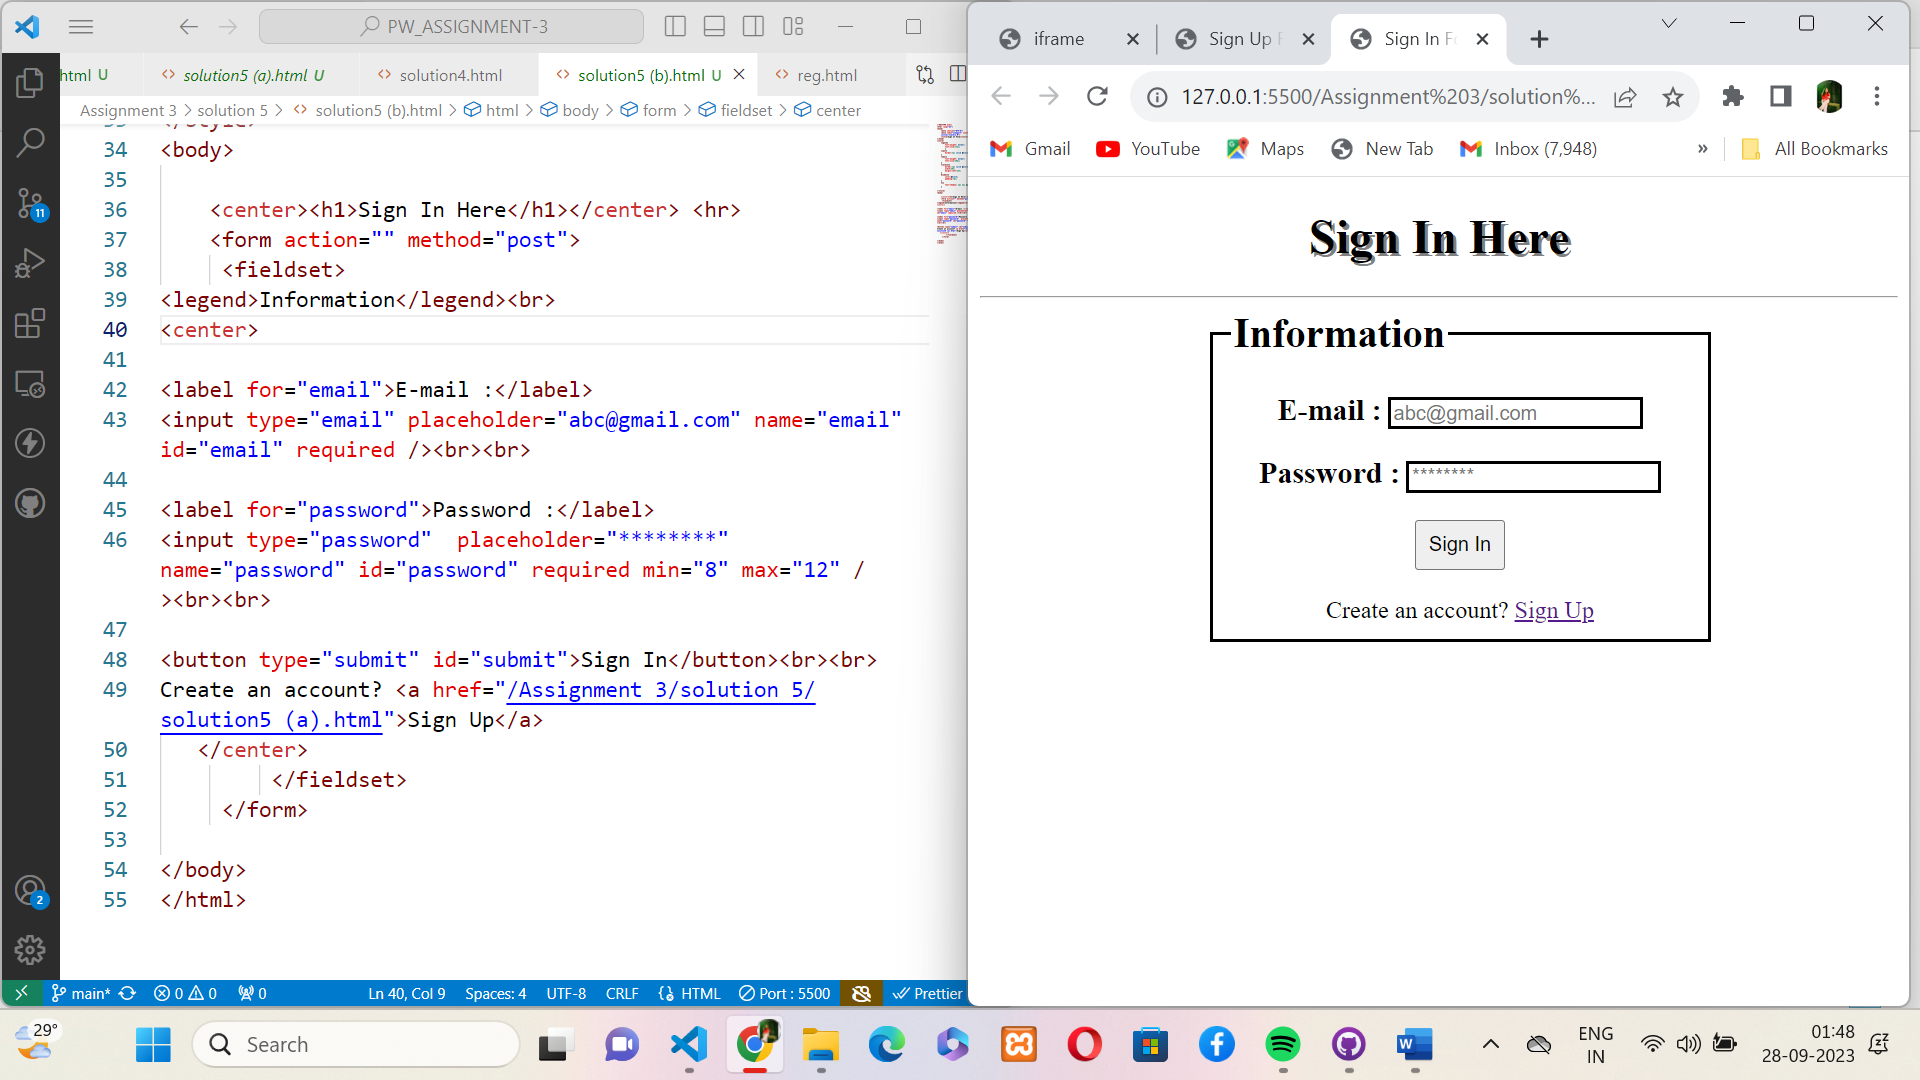 PW_ASSIGNMENT-3
html U
solution5 (a).html U
solution4.html
solution5 (b).html U
reg.html
Assignment 3 > solution 5 > solution5 (b).html > html > body > form > fieldset > center
33 </style>
34 <body>
35
36 <center><h1>Sign In Here</h1></center> <hr>
37 <form action="" method="post">
38 <fieldset>
39 <legend>Information</legend><br>
40 <center>
41
42 <label for="email">E-mail :</label>
43 <input type="email" placeholder="abc@gmail.com" name="email"
id="email" required /><br><br>
44
45 <label for="password">Password :</label>
46 <input type="password"  placeholder="********"
name="password" id="password" required min="8" max="12" /
><br><br>
47
48 <button type="submit" id="submit">Sign In</button><br><br>
49 Create an account? <a href="/Assignment 3/solution 5/
solution5 (a).html">Sign Up</a>
50 </center>
51 </fieldset>
52 </form>
53
54 </body>
55 </html>
11
2
main* 0 0 0 Ln 40, Col 9 Spaces: 4 UTF-8 CRLF HTML Port : 5500 Prettier
iframe
Sign Up F
Sign In Fo
127.0.0.1:5500/Assignment%203/solution%...
Gmail YouTube Maps New Tab Inbox (7,948) » All Bookmarks
Sign In Here
Information
E-mail : abc@gmail.com
Password : ********
Sign In
Create an account? Sign Up
29°
Search
ENG
IN
01:48
28-09-2023